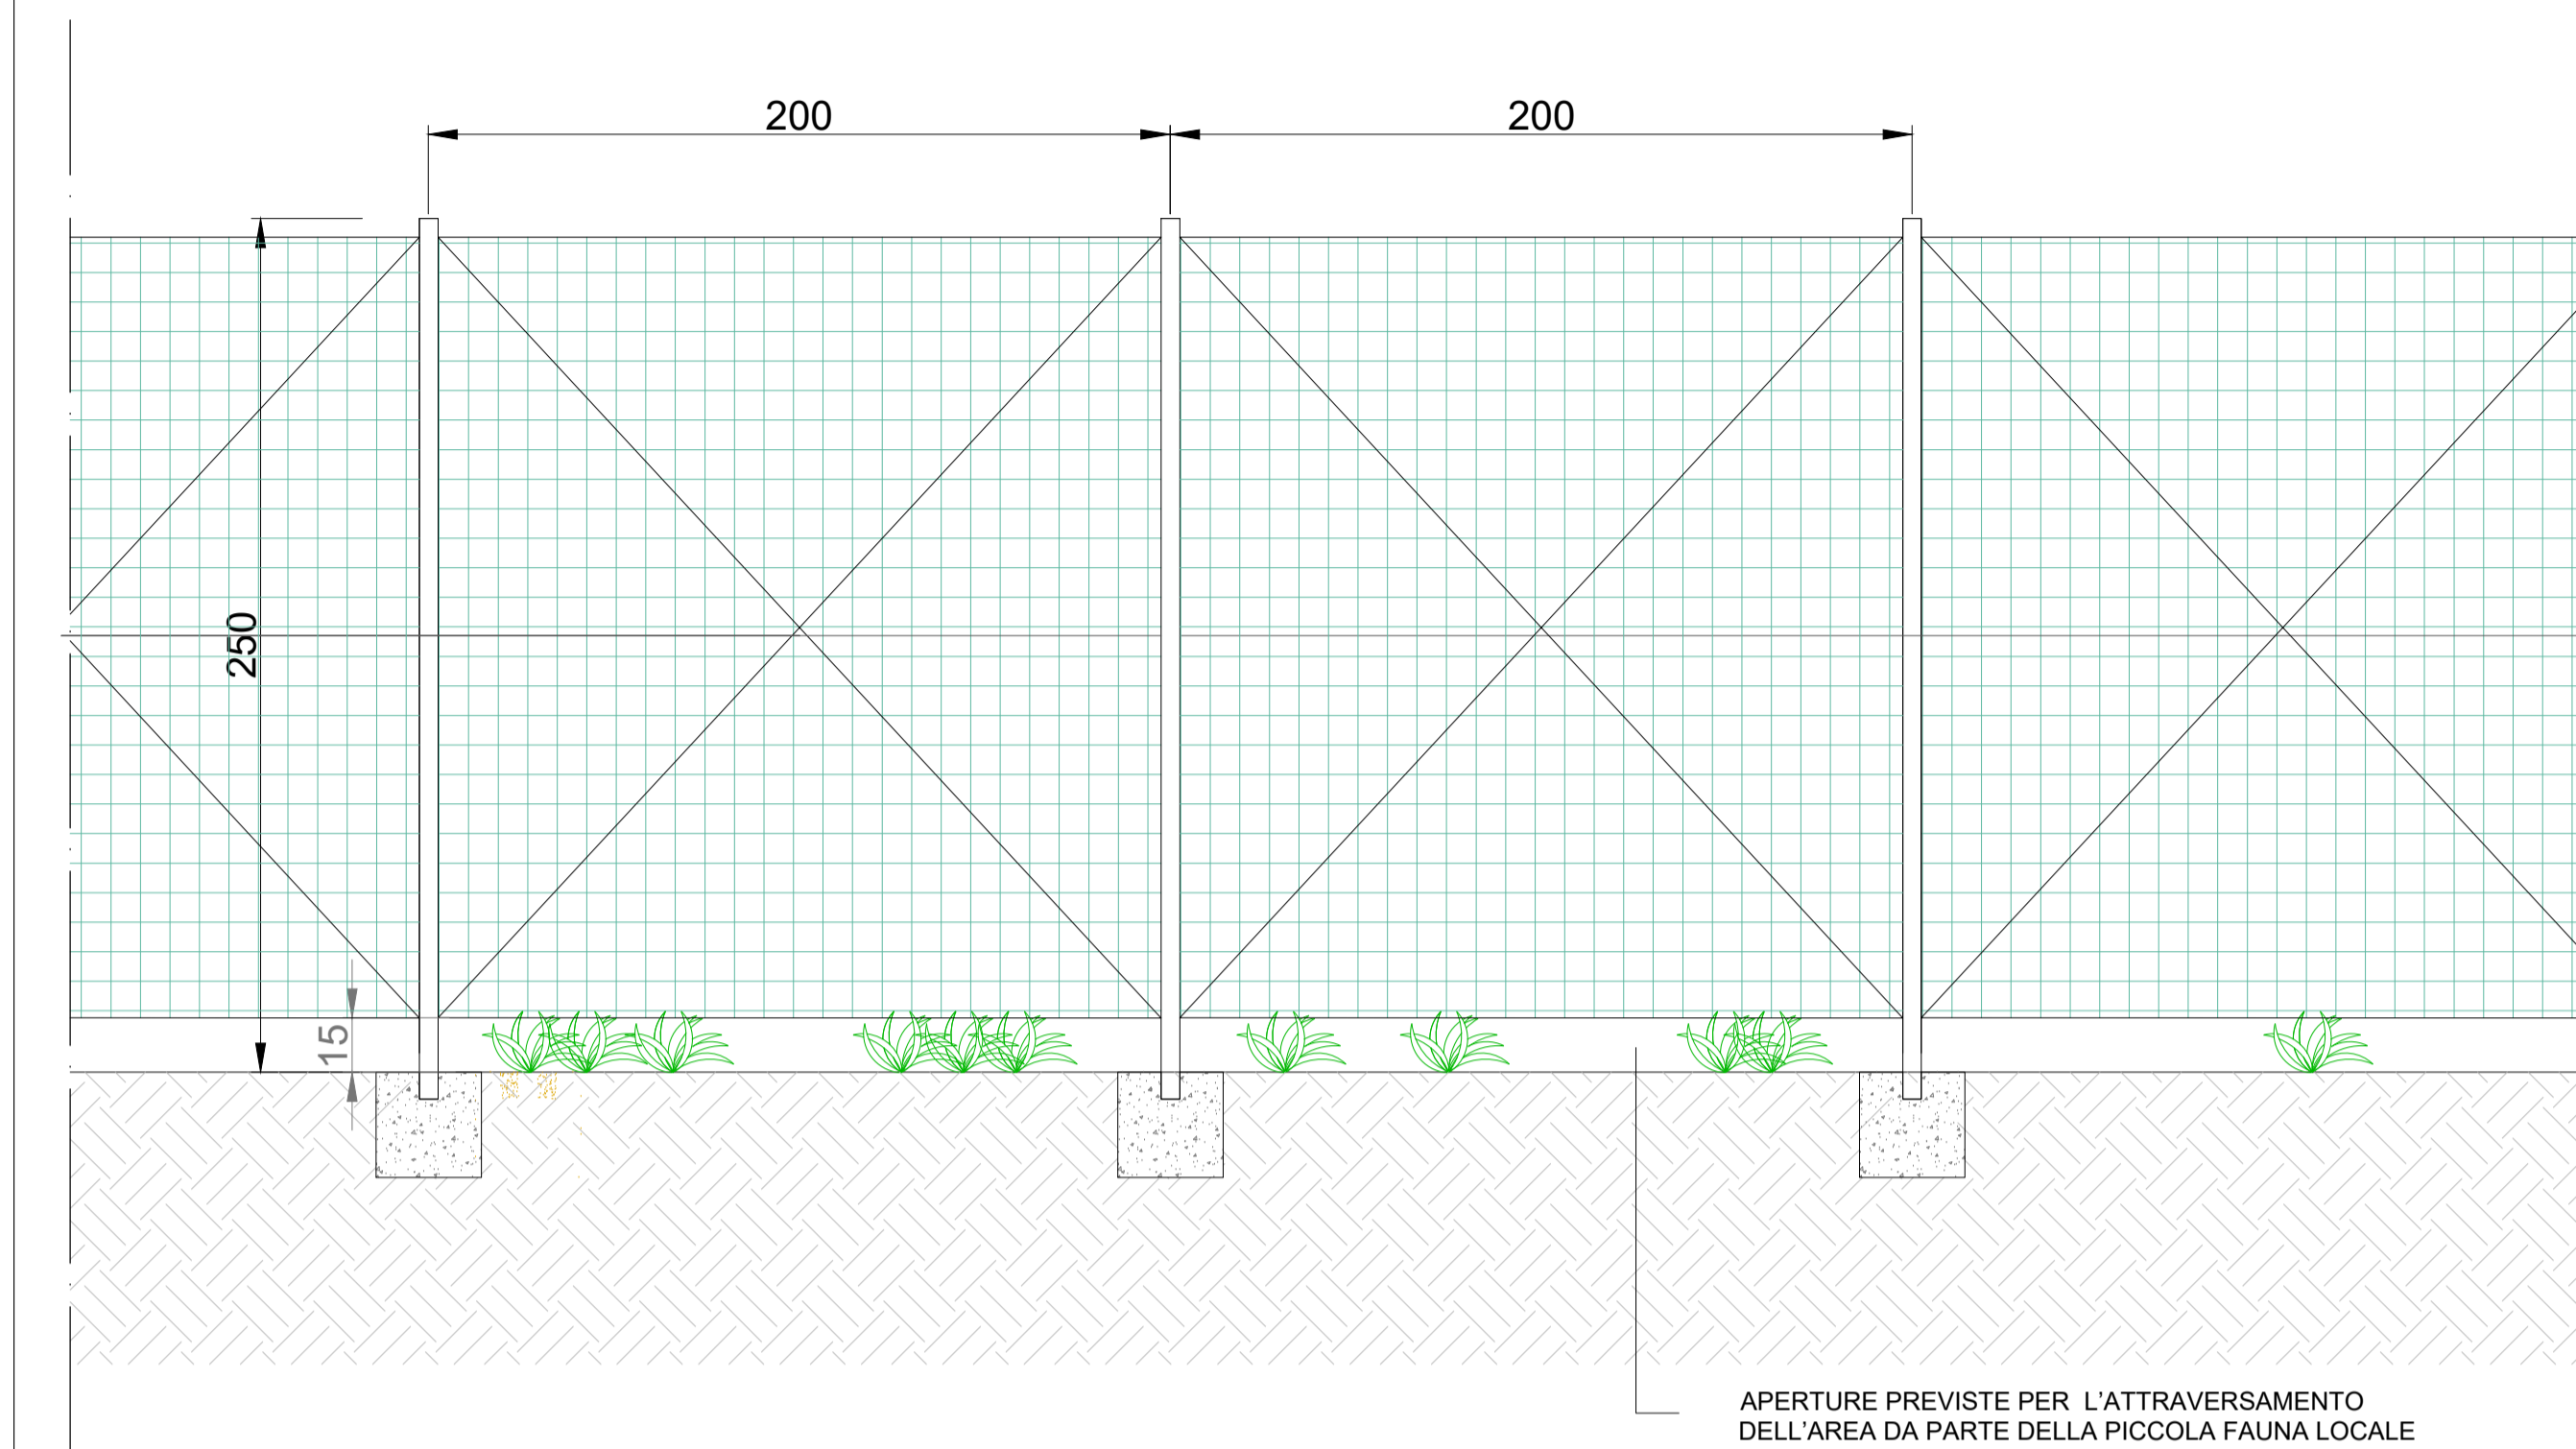 200
200
250
15
APERTURE PREVISTE PER L'ATTRAVERSAMENTO
DELL'AREA DA PARTE DELLA PICCOLA FAUNA LOCALE